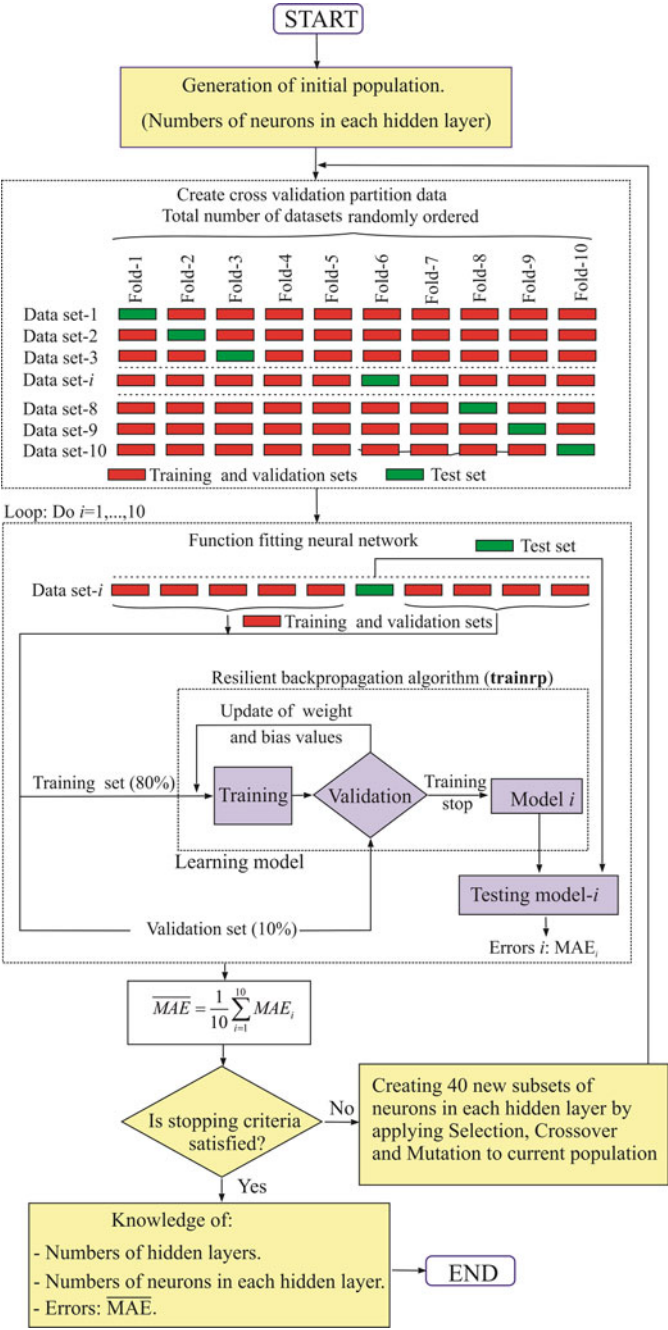 START
Generation of initial population.
(Numbers of neurons in each hidden layer)
Create cross validation partition data
Total number of datasets randomly ordered
Fold-1
Fold-2
Fold-3
Fold-4
Fold-5
Fold-6
Fold-7
Fold-8
Fold-9
Fold-10
Data set-1
Data set-2
Data set-3
Data set-i
Data set-8
Data set-9
Data set-10
Training and validation sets
Test set
Loop: Do i=1,...,10
Function fitting neural network
Test set
Data set-i
Training and validation sets
Resilient backpropagation algorithm (trainrp)
Update of weight
and bias values
Training set (80%)
Training
Validation
Training
stop
Model i
Learning model
Testing model-i
Validation set (10%)
Errors i: MAE_i
\overline{MAE} = \frac{1}{10} \sum_{i=1}^{10} MAE_i
Is stopping criteria
satisfied?
No
Creating 40 new subsets of
neurons in each hidden layer by
applying Selection, Crossover
and Mutation to current population
Yes
Knowledge of:
- Numbers of hidden layers.
- Numbers of neurons in each hidden layer.
- Errors: \overline{MAE}.
END